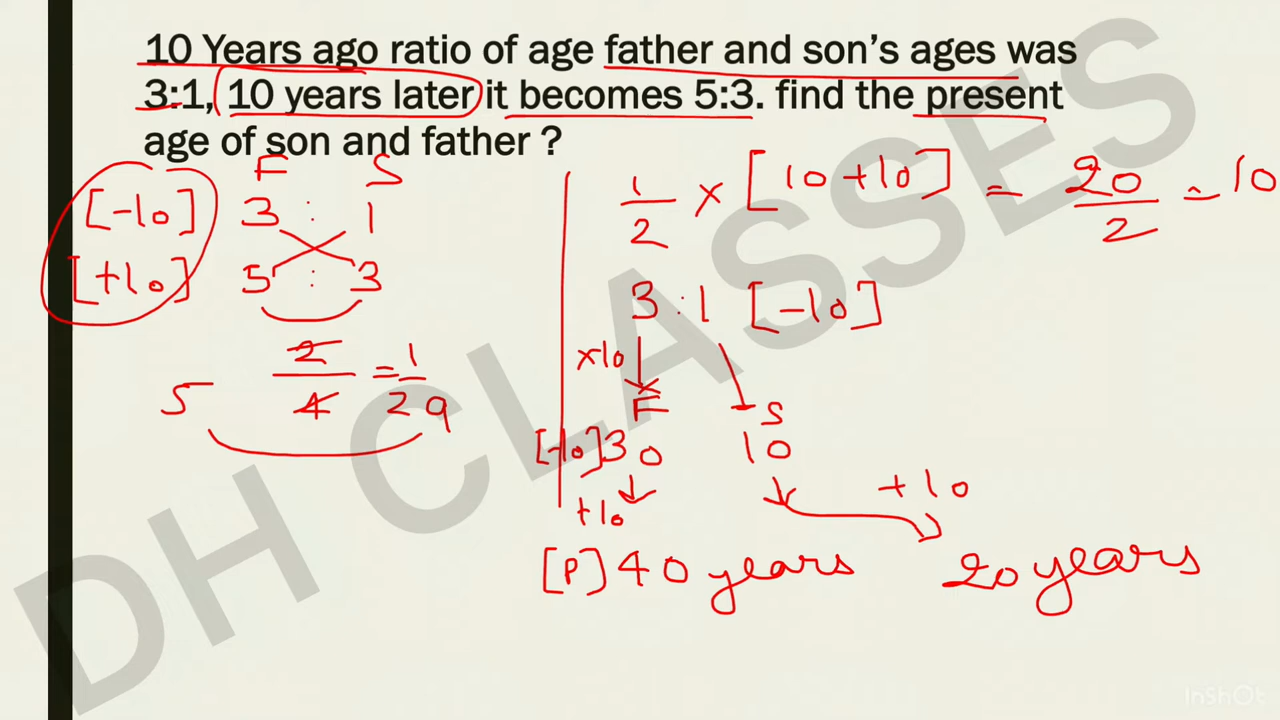 10 Years ago ratio of age father and son's ages was
3:1, 10 years later it becomes 5:3. find the present
age of son and father ?
F S
[-10] 3 : 1
[+10] 5 : 3
2/4 = 1/2
5 9
1/2 × [10 +10] = 20/2 = 10
3 : 1 [-10]
×10
F S
[-10] 30 10
+10 +10
[P] 40 years 20 years
DH CLASSES
InShOt